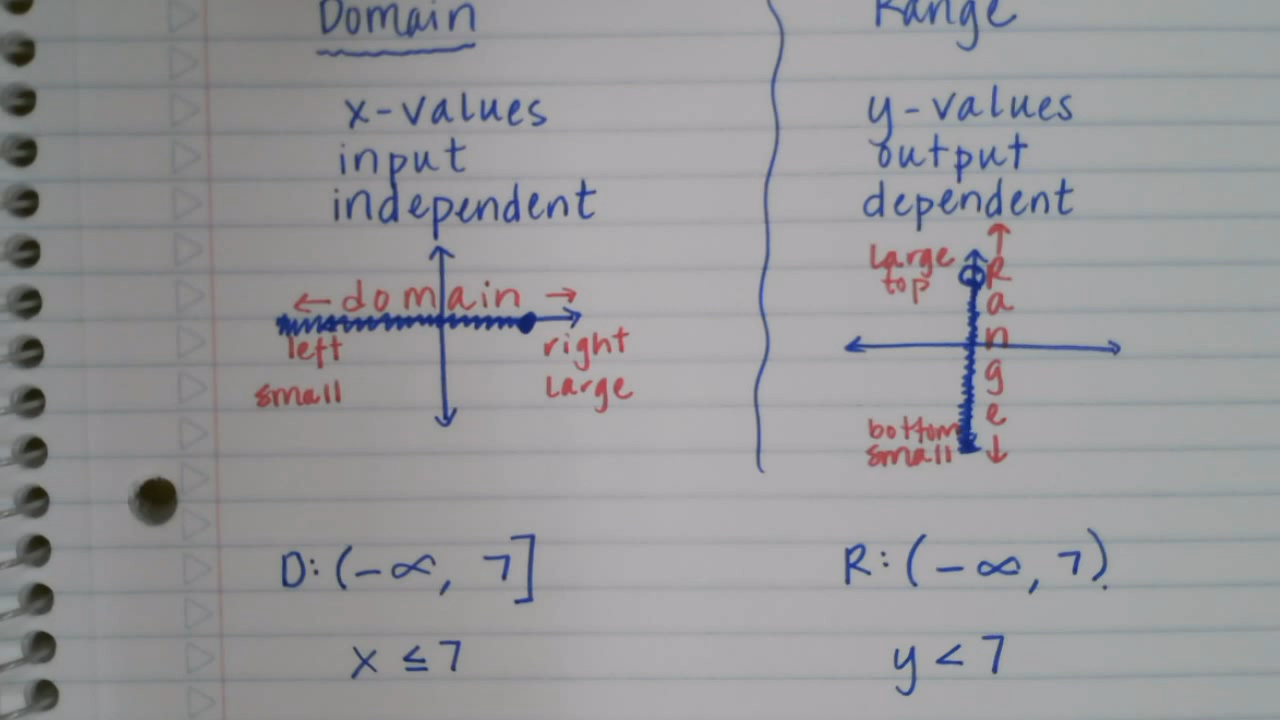 Domain
x-values
input
independent
← domain →
left
small
right
large
D: (-∞, 7]
x ≤ 7
Range
y-values
output
dependent
large
top
Range
bottom
small
R: (-∞, 7).
y < 7